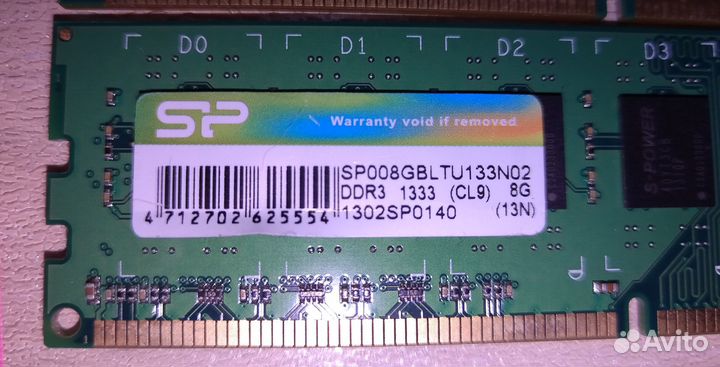 D0 D1 D2 D3
SP
Warranty void if removed
SP008GBLTU133N02
DDR3 1333 (CL9) 8G
1302SP0140 (13N)
4 712702 625554
S-POWER
Avito